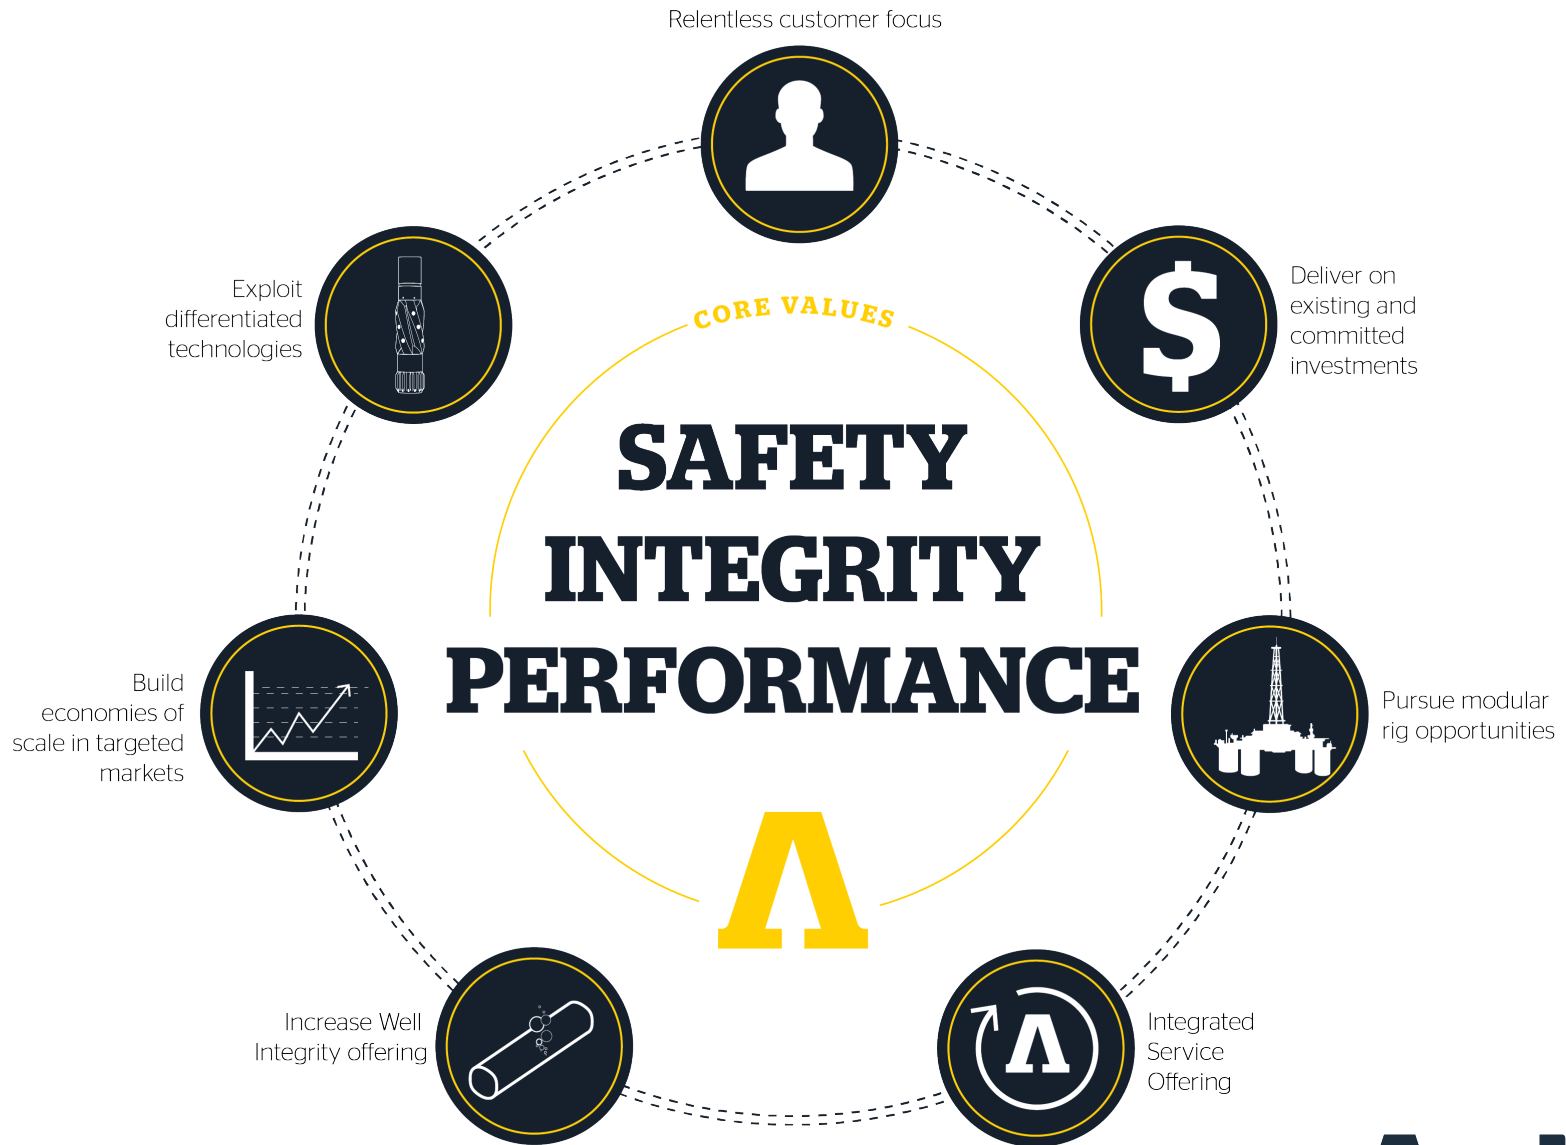 Relentless customer focus
Exploit
differentiated
technologies
Deliver on
existing and
committed
investments
CORE VALUES
SAFETY
INTEGRITY
PERFORMANCE
Build
economies of
scale in targeted
markets
Pursue modular
rig opportunities
Increase Well
Integrity offering
Integrated
Service
Offering